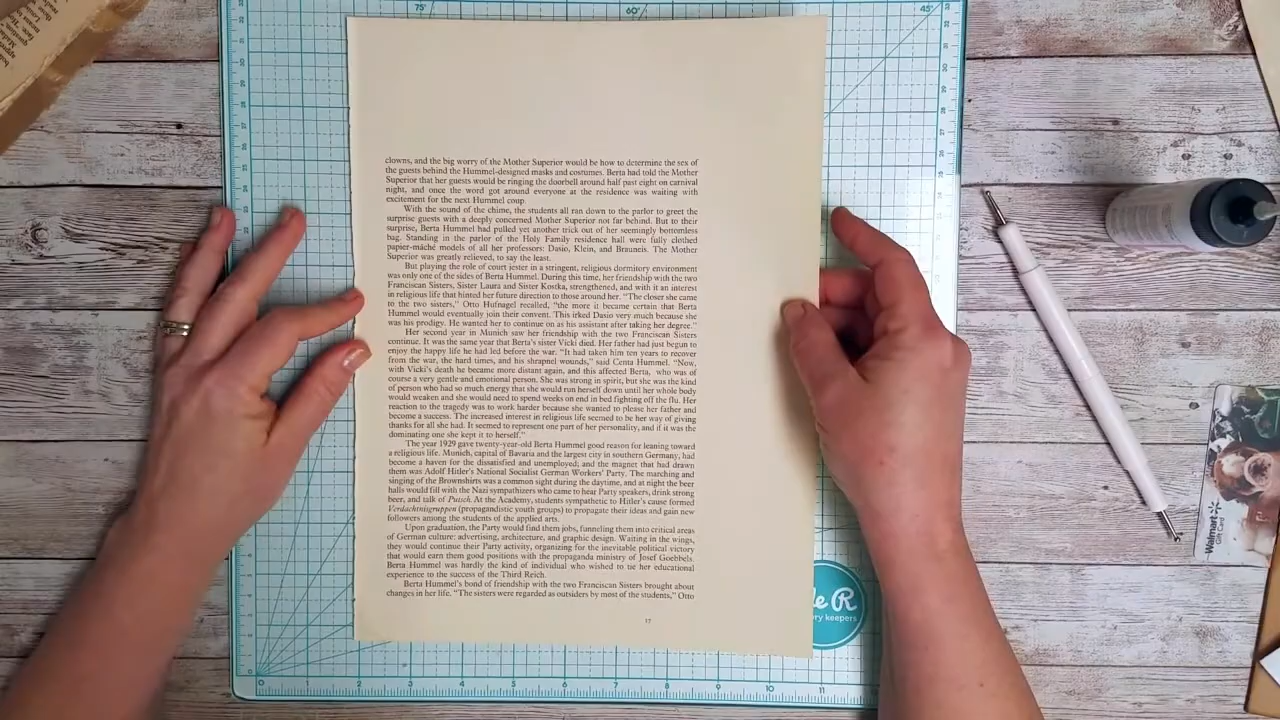 clowns, and the big worry of the Mother Superior would be how to determine the sex of
the guests behind the Hummel-designed masks and costumes. Berta had told the Mother
Superior that her guests would be ringing the doorbell around half past eight on carnival
night, and once the word got around everyone at the residence was waiting with
excitement for the next Hummel coup.
With the sound of the chime, the students all ran down to the parlor to greet the
surprise guests with a deeply concerned Mother Superior not far behind. But to their
surprise, Berta Hummel had pulled yet another trick out of her seemingly bottomless
bag. Standing in the parlor of the Holy Family residence hall were fully clothed
papier-mâché models of all her professors: Dasio, Klein, and Brauneis. The Mother
Superior was greatly relieved, to say the least.
But playing the role of court jester in a stringent, religious dormitory environment
was only one of the sides of Berta Hummel. During this time, her friendship with the two
Franciscan Sisters, Sister Laura and Sister Kostka, strengthened, and with it an interest
in religious life that hinted her future direction to those around her. "The closer she came
to the two sisters," Otto Hufnagel recalled, "the more it became certain that Berta
Hummel would eventually join their convent. This irked Dasio very much because she
was his prodigy. He wanted her to continue on as his assistant after taking her degree."
Her second year in Munich saw her friendship with the two Franciscan Sisters
continue. It was the same year that Berta's sister Vicki died. Her father had just begun to
enjoy the happy life he had led before the war. "It had taken him ten years to recover
from the war, the hard times, and his shrapnel wounds," said Centa Hummel. "Now,
with Vicki's death he became more distant again, and this affected Berta, who was of
course a very gentle and emotional person. She was strong in spirit, but she was the kind
of person who had so much energy that she would run herself down until her whole body
would weaken and she would need to spend weeks on end in bed fighting off the flu. Her
reaction to the tragedy was to work harder because she wanted to please her father and
become a success. The increased interest in religious life seemed to be her way of giving
thanks for all she had. It seemed to represent one part of her personality, and if it was the
dominating one she kept it to herself."
The year 1929 gave twenty-year-old Berta Hummel good reason for leaning toward
a religious life. Munich, capital of Bavaria and the largest city in southern Germany, had
become a haven for the dissatisfied and unemployed; and the magnet that had drawn
them was Adolf Hitler's National Socialist German Workers' Party. The marching and
singing of the Brownshirts was a common sight during the daytime, and at night the beer
halls would fill with the Nazi sympathizers who came to hear Party speakers, drink strong
beer, and talk of Putsch. At the Academy, students sympathetic to Hitler's cause formed
Verdachtnisgruppen (propagandistic youth groups) to propagate their ideas and gain new
followers among the students of the applied arts.
Upon graduation, the Party would find them jobs, funneling them into critical areas
of German culture: advertising, architecture, and graphic design. Waiting in the wings,
they would continue their Party activity, organizing for the inevitable political victory
that would earn them good positions with the propaganda ministry of Josef Goebbels.
Berta Hummel was hardly the kind of individual who wished to tie her educational
experience to the success of the Third Reich.
Berta Hummel's bond of friendship with the two Franciscan Sisters brought about
changes in her life. "The sisters were regarded as outsiders by most of the students," Otto
17
75°
60°
45°
0 1 2 3 4 5 6 7 8 9 10 11 12
e R
ry keepers
Walmart
Gift Card